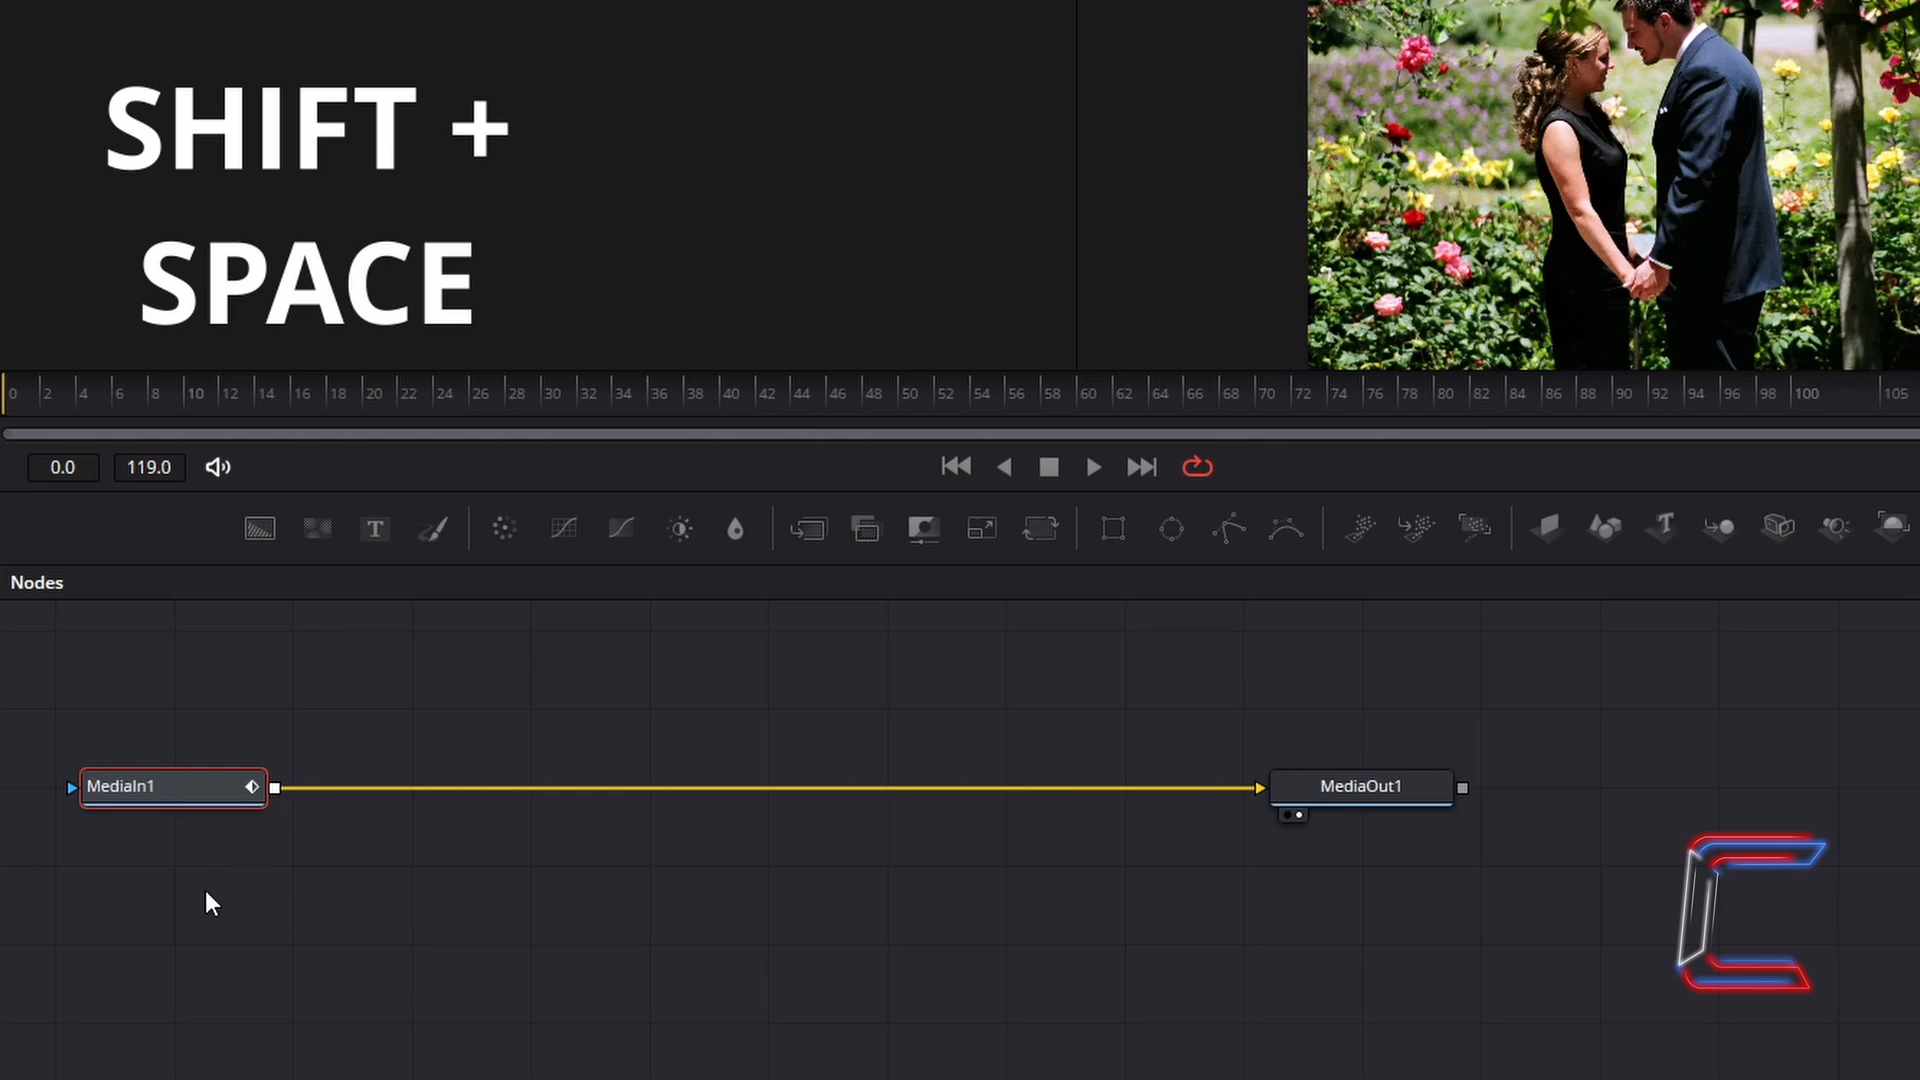 SHIFT +
SPACE
0 2 4 6 8 10 12 14 16 18 20 22 24 26 28 30 32 34 36 38 40 42 44 46 48 50 52 54 56 58 60 62 64 66 68 70 72 74 76 78 80 82 84 86 88 90 92 94 96 98 100 105
0.0 119.0
T
Nodes
MediaIn1 MediaOut1